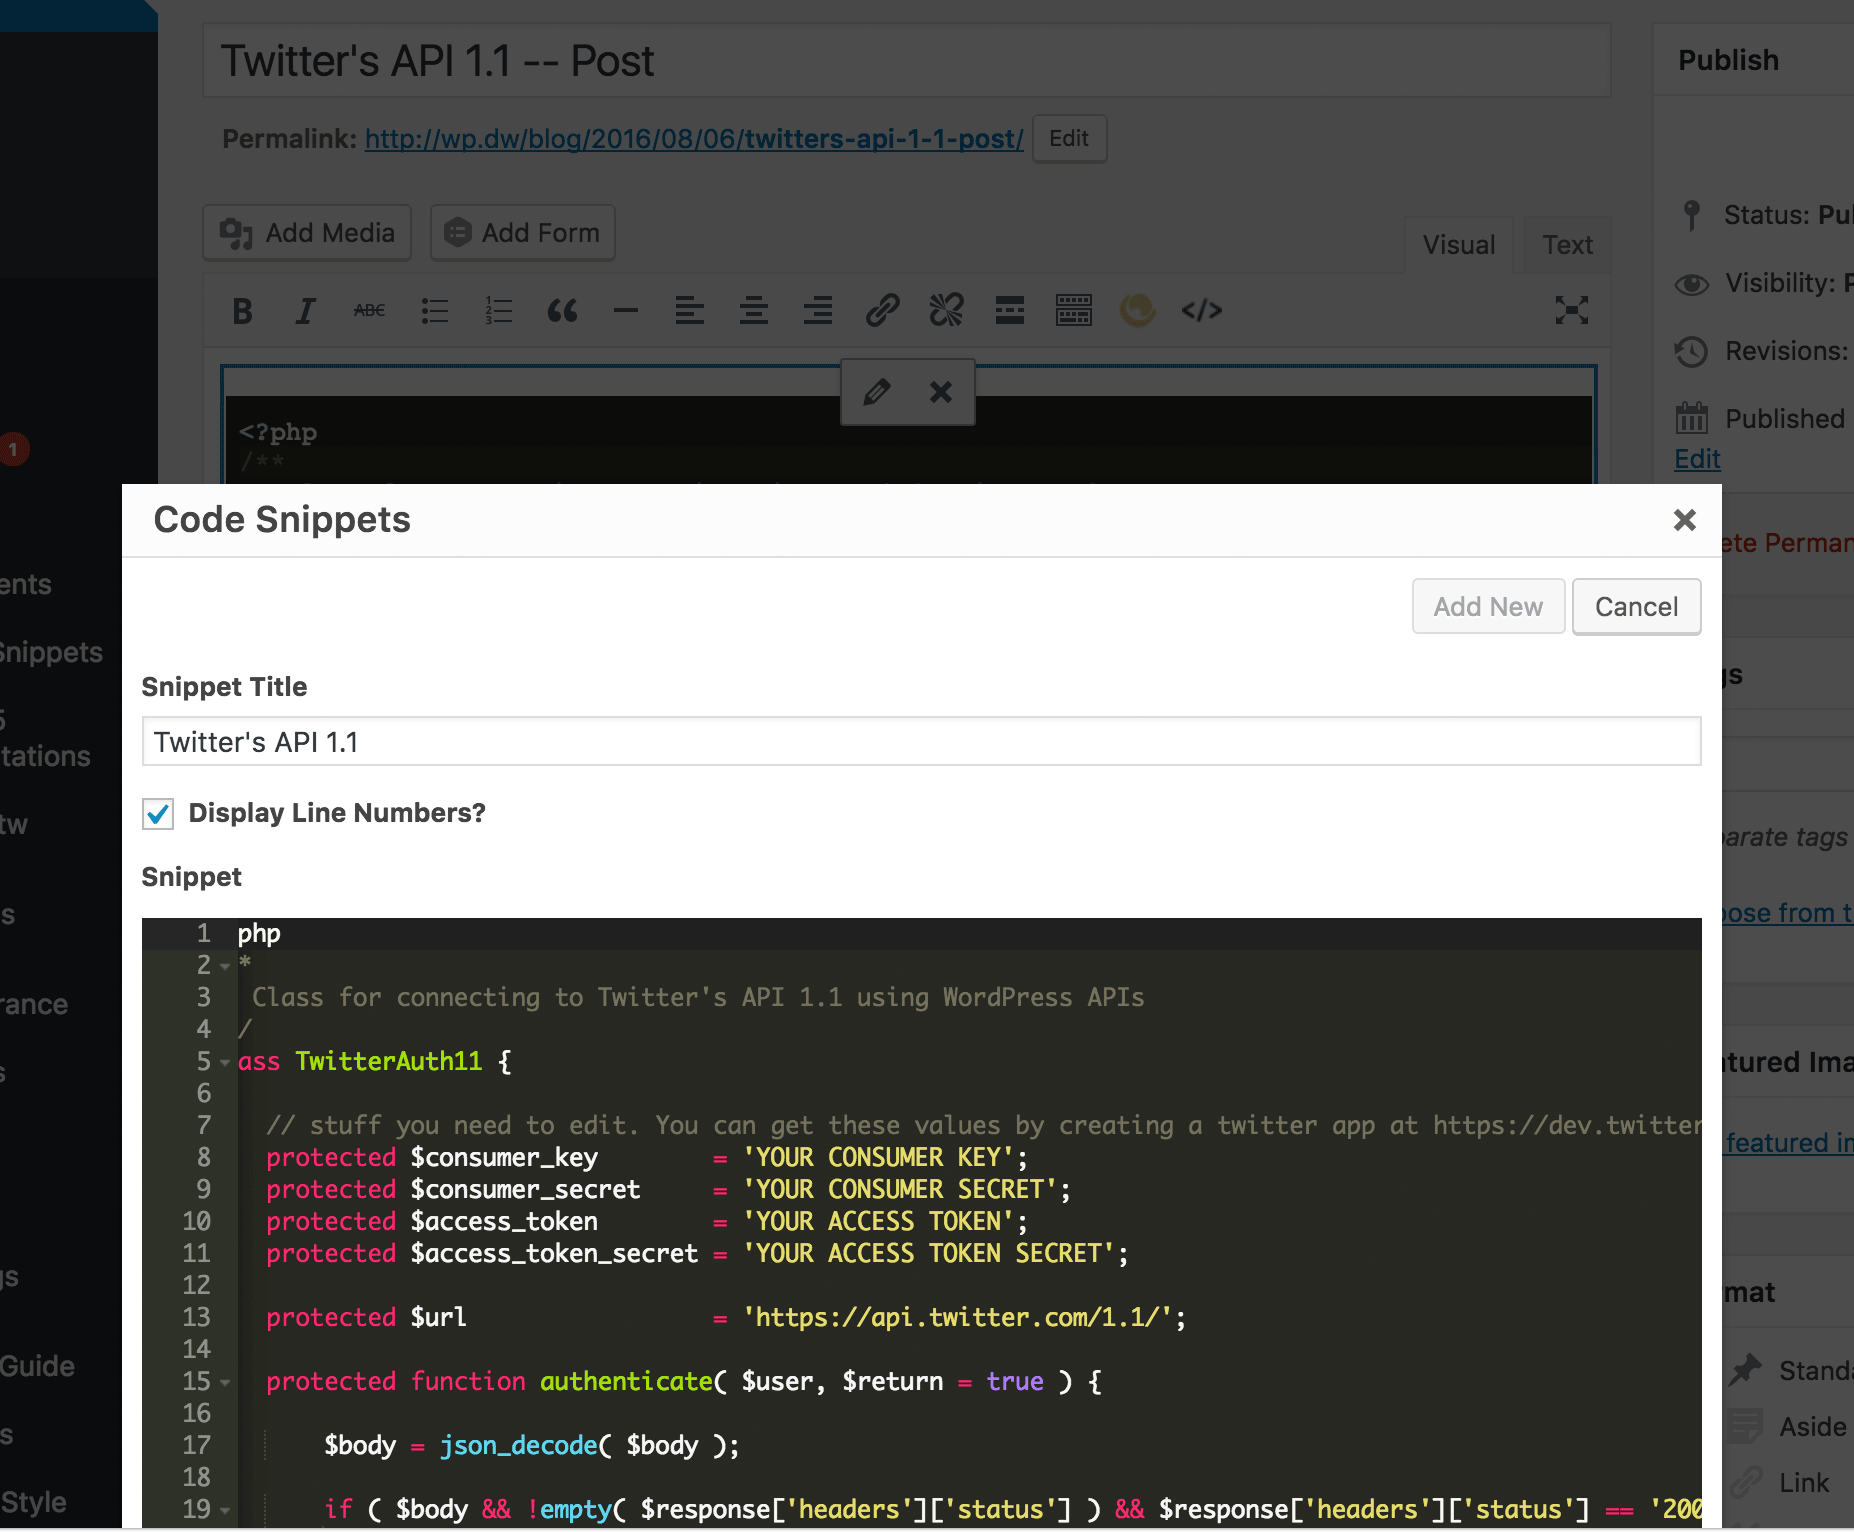 Twitter's API 1.1 -- Post
Publish
Permalink: http://wp.dw/blog/2016/08/06/twitters-api-1-1-post/ Edit
Add Media Add Form
Visual Text
Status: Pu
Visibility: P
B I ABC
Revisions:
Published
Edit
<?php
/**
1
Code Snippets
ete Perman
Add New Cancel
ents
Snippets
tations
tw
s
rance
s
gs
Guide
s
Style
Snippet Title
Twitter's API 1.1
Display Line Numbers?
Snippet
gs
parate tags
oose from t
atured Ima
featured im
rmat
Standa
Aside
Link
1 php
2 *
3 Class for connecting to Twitter's API 1.1 using WordPress APIs
4 /
5 ass TwitterAuth11 {
6
7 // stuff you need to edit. You can get these values by creating a twitter app at https://dev.twitter
8 protected $consumer_key = 'YOUR CONSUMER KEY';
9 protected $consumer_secret = 'YOUR CONSUMER SECRET';
10 protected $access_token = 'YOUR ACCESS TOKEN';
11 protected $access_token_secret = 'YOUR ACCESS TOKEN SECRET';
12
13 protected $url = 'https://api.twitter.com/1.1/';
14
15 protected function authenticate( $user, $return = true ) {
16
17 $body = json_decode( $body );
18
19 if ( $body && !empty( $response['headers']['status'] ) && $response['headers']['status'] == '200